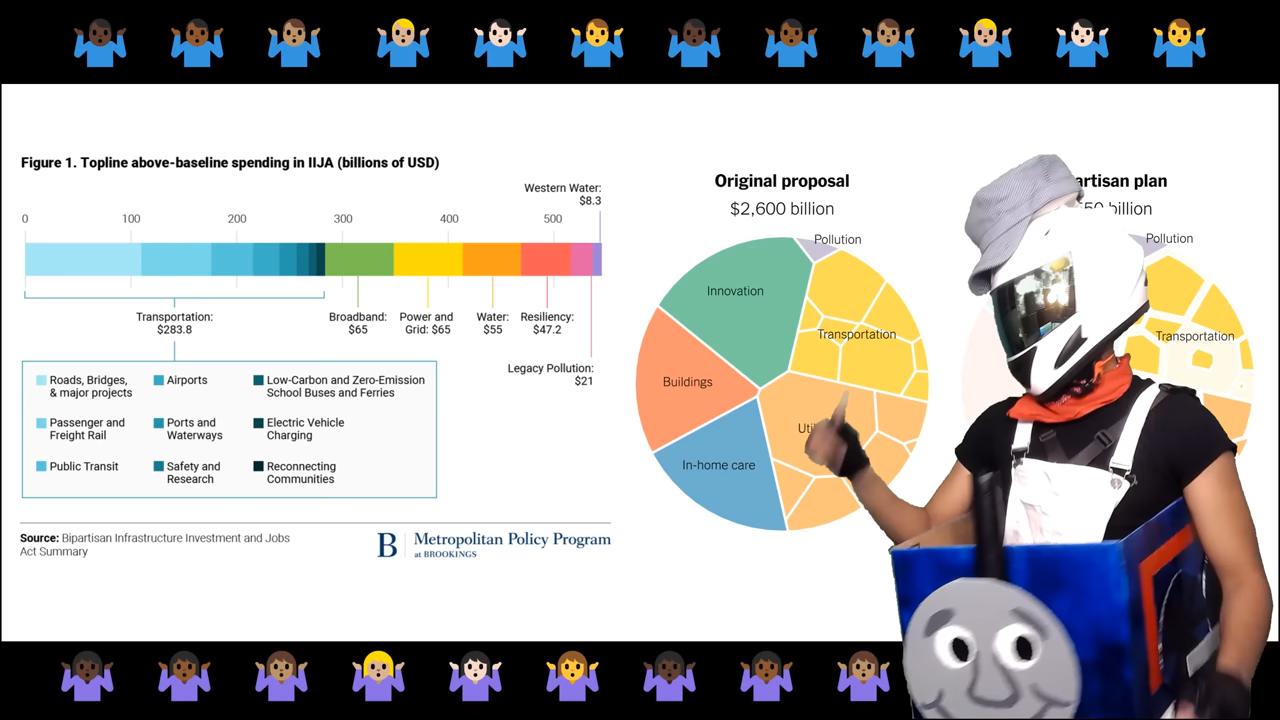 Figure 1. Topline above-baseline spending in IIJA (billions of USD)
Western Water:
$8.3
0
100
200
300
400
500
Transportation:
$283.8
Broadband:
$65
Power and
Grid: $65
Water:
$55
Resiliency:
$47.2
Legacy Pollution:
$21
Roads, Bridges,
& major projects
Airports
Low-Carbon and Zero-Emission
School Buses and Ferries
Passenger and
Freight Rail
Ports and
Waterways
Electric Vehicle
Charging
Public Transit
Safety and
Research
Reconnecting
Communities
Source: Bipartisan Infrastructure Investment and Jobs
Act Summary
B
Metropolitan Policy Program
at BROOKINGS
Original proposal
$2,600 billion
Pollution
Innovation
Transportation
Buildings
In-home care
plan
billion
Pollution
Transportation